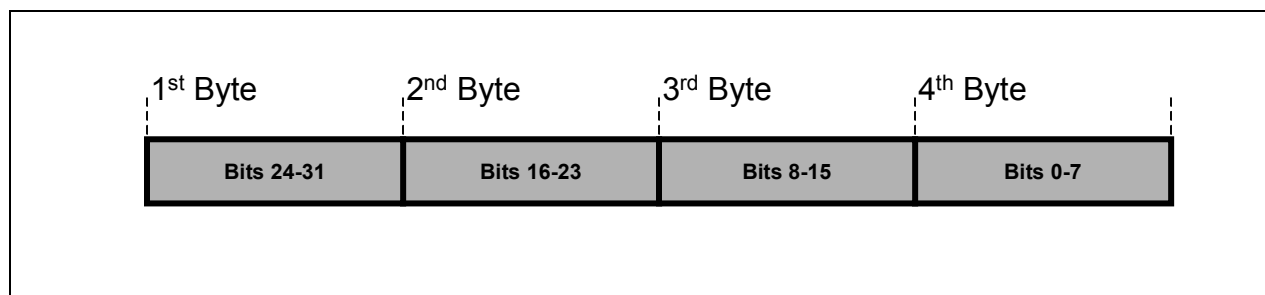 1st Byte 2nd Byte 3rd Byte 4th Byte
Bits 24-31 Bits 16-23 Bits 8-15 Bits 0-7